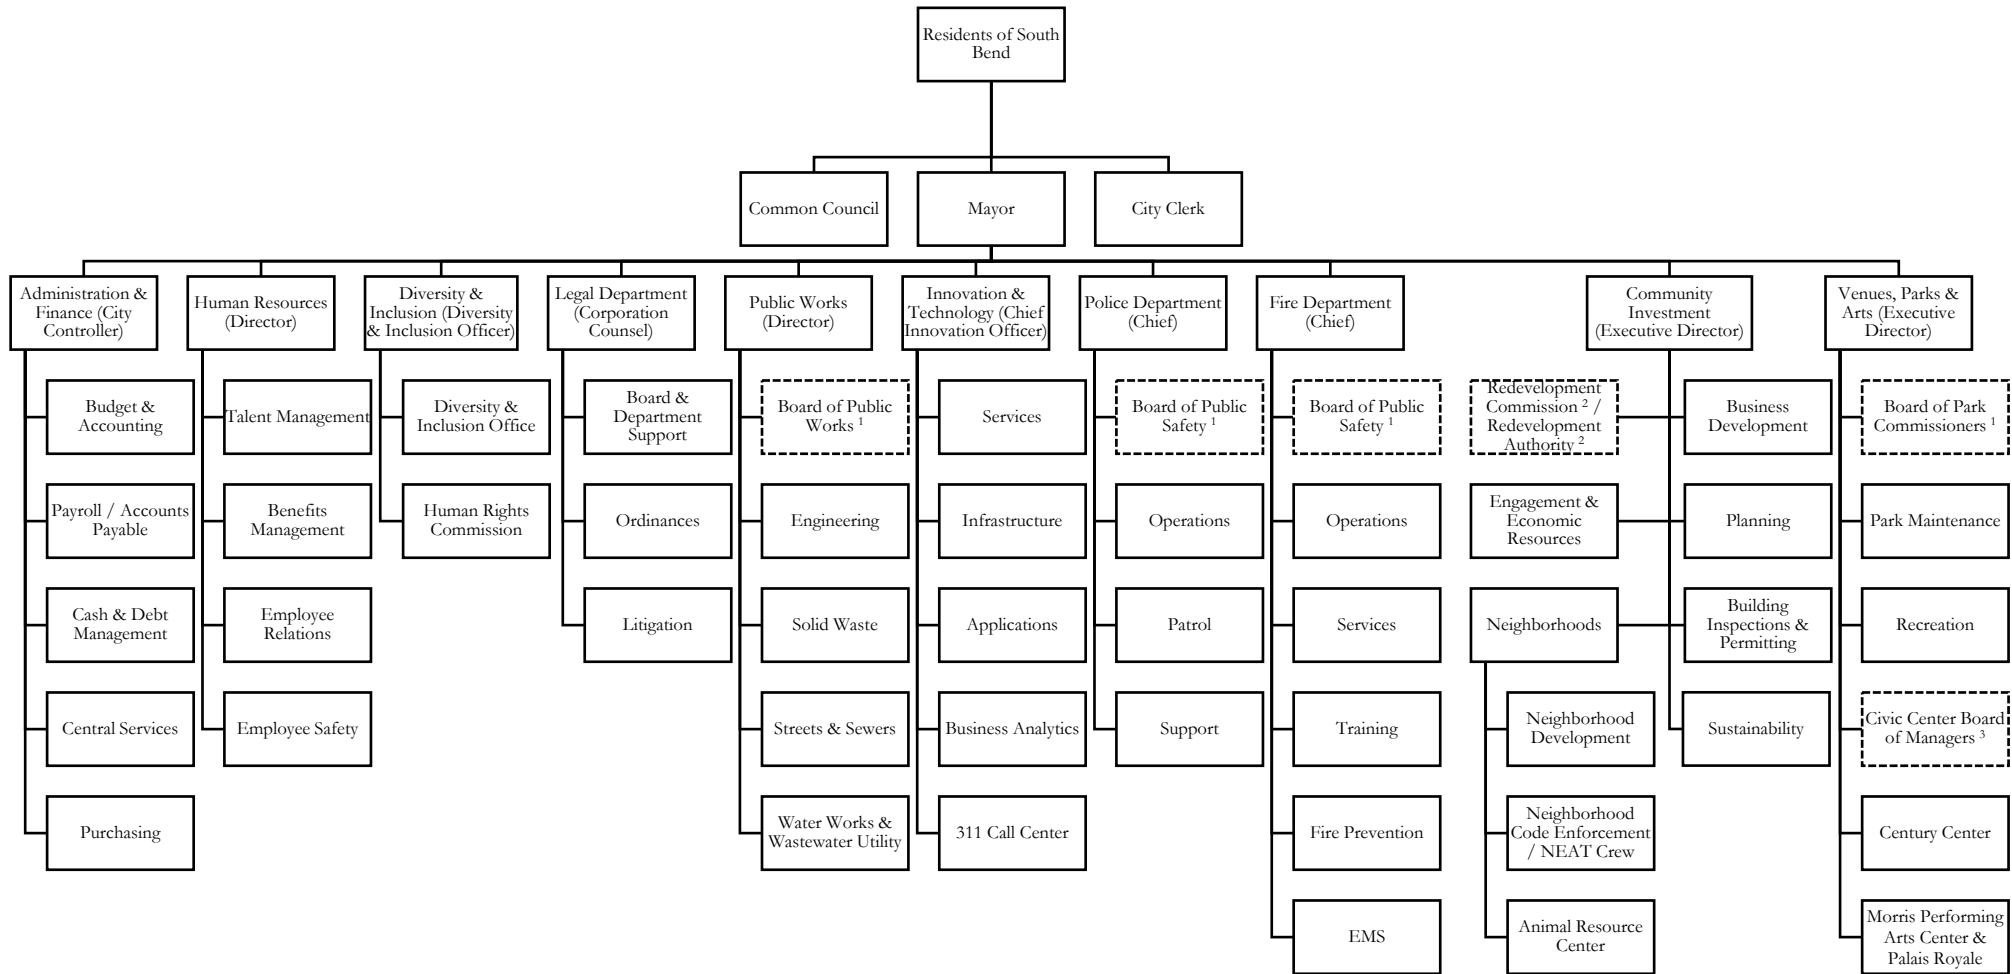 Residents of South
Bend
Common Council
Mayor
City Clerk
Administration &
Finance (City
Controller)
Human Resources
(Director)
Diversity &
Inclusion (Diversity
& Inclusion Officer)
Legal Department
(Corporation
Counsel)
Public Works
(Director)
Innovation &
Technology (Chief
Innovation Officer)
Police Department
(Chief)
Fire Department
(Chief)
Community
Investment
(Executive Director)
Venues, Parks &
Arts (Executive
Director)
Budget &
Accounting
Talent Management
Diversity &
Inclusion Office
Board &
Department
Support
Board of Public
Works ¹
Services
Board of Public
Safety ¹
Board of Public
Safety ¹
Redevelopment
Commission ² /
Redevelopment
Authority ²
Business
Development
Board of Park
Commissioners ¹
Payroll / Accounts
Payable
Benefits
Management
Human Rights
Commission
Ordinances
Engineering
Infrastructure
Operations
Operations
Engagement &
Economic
Resources
Planning
Park Maintenance
Cash & Debt
Management
Employee
Relations
Litigation
Solid Waste
Applications
Patrol
Services
Neighborhoods
Building
Inspections &
Permitting
Recreation
Central Services
Employee Safety
Streets & Sewers
Business Analytics
Support
Training
Neighborhood
Development
Sustainability
Civic Center Board
of Managers ³
Purchasing
Water Works &
Wastewater Utility
311 Call Center
Fire Prevention
Neighborhood
Code Enforcement
/ NEAT Crew
Century Center
EMS
Animal Resource
Center
Morris Performing
Arts Center &
Palais Royale